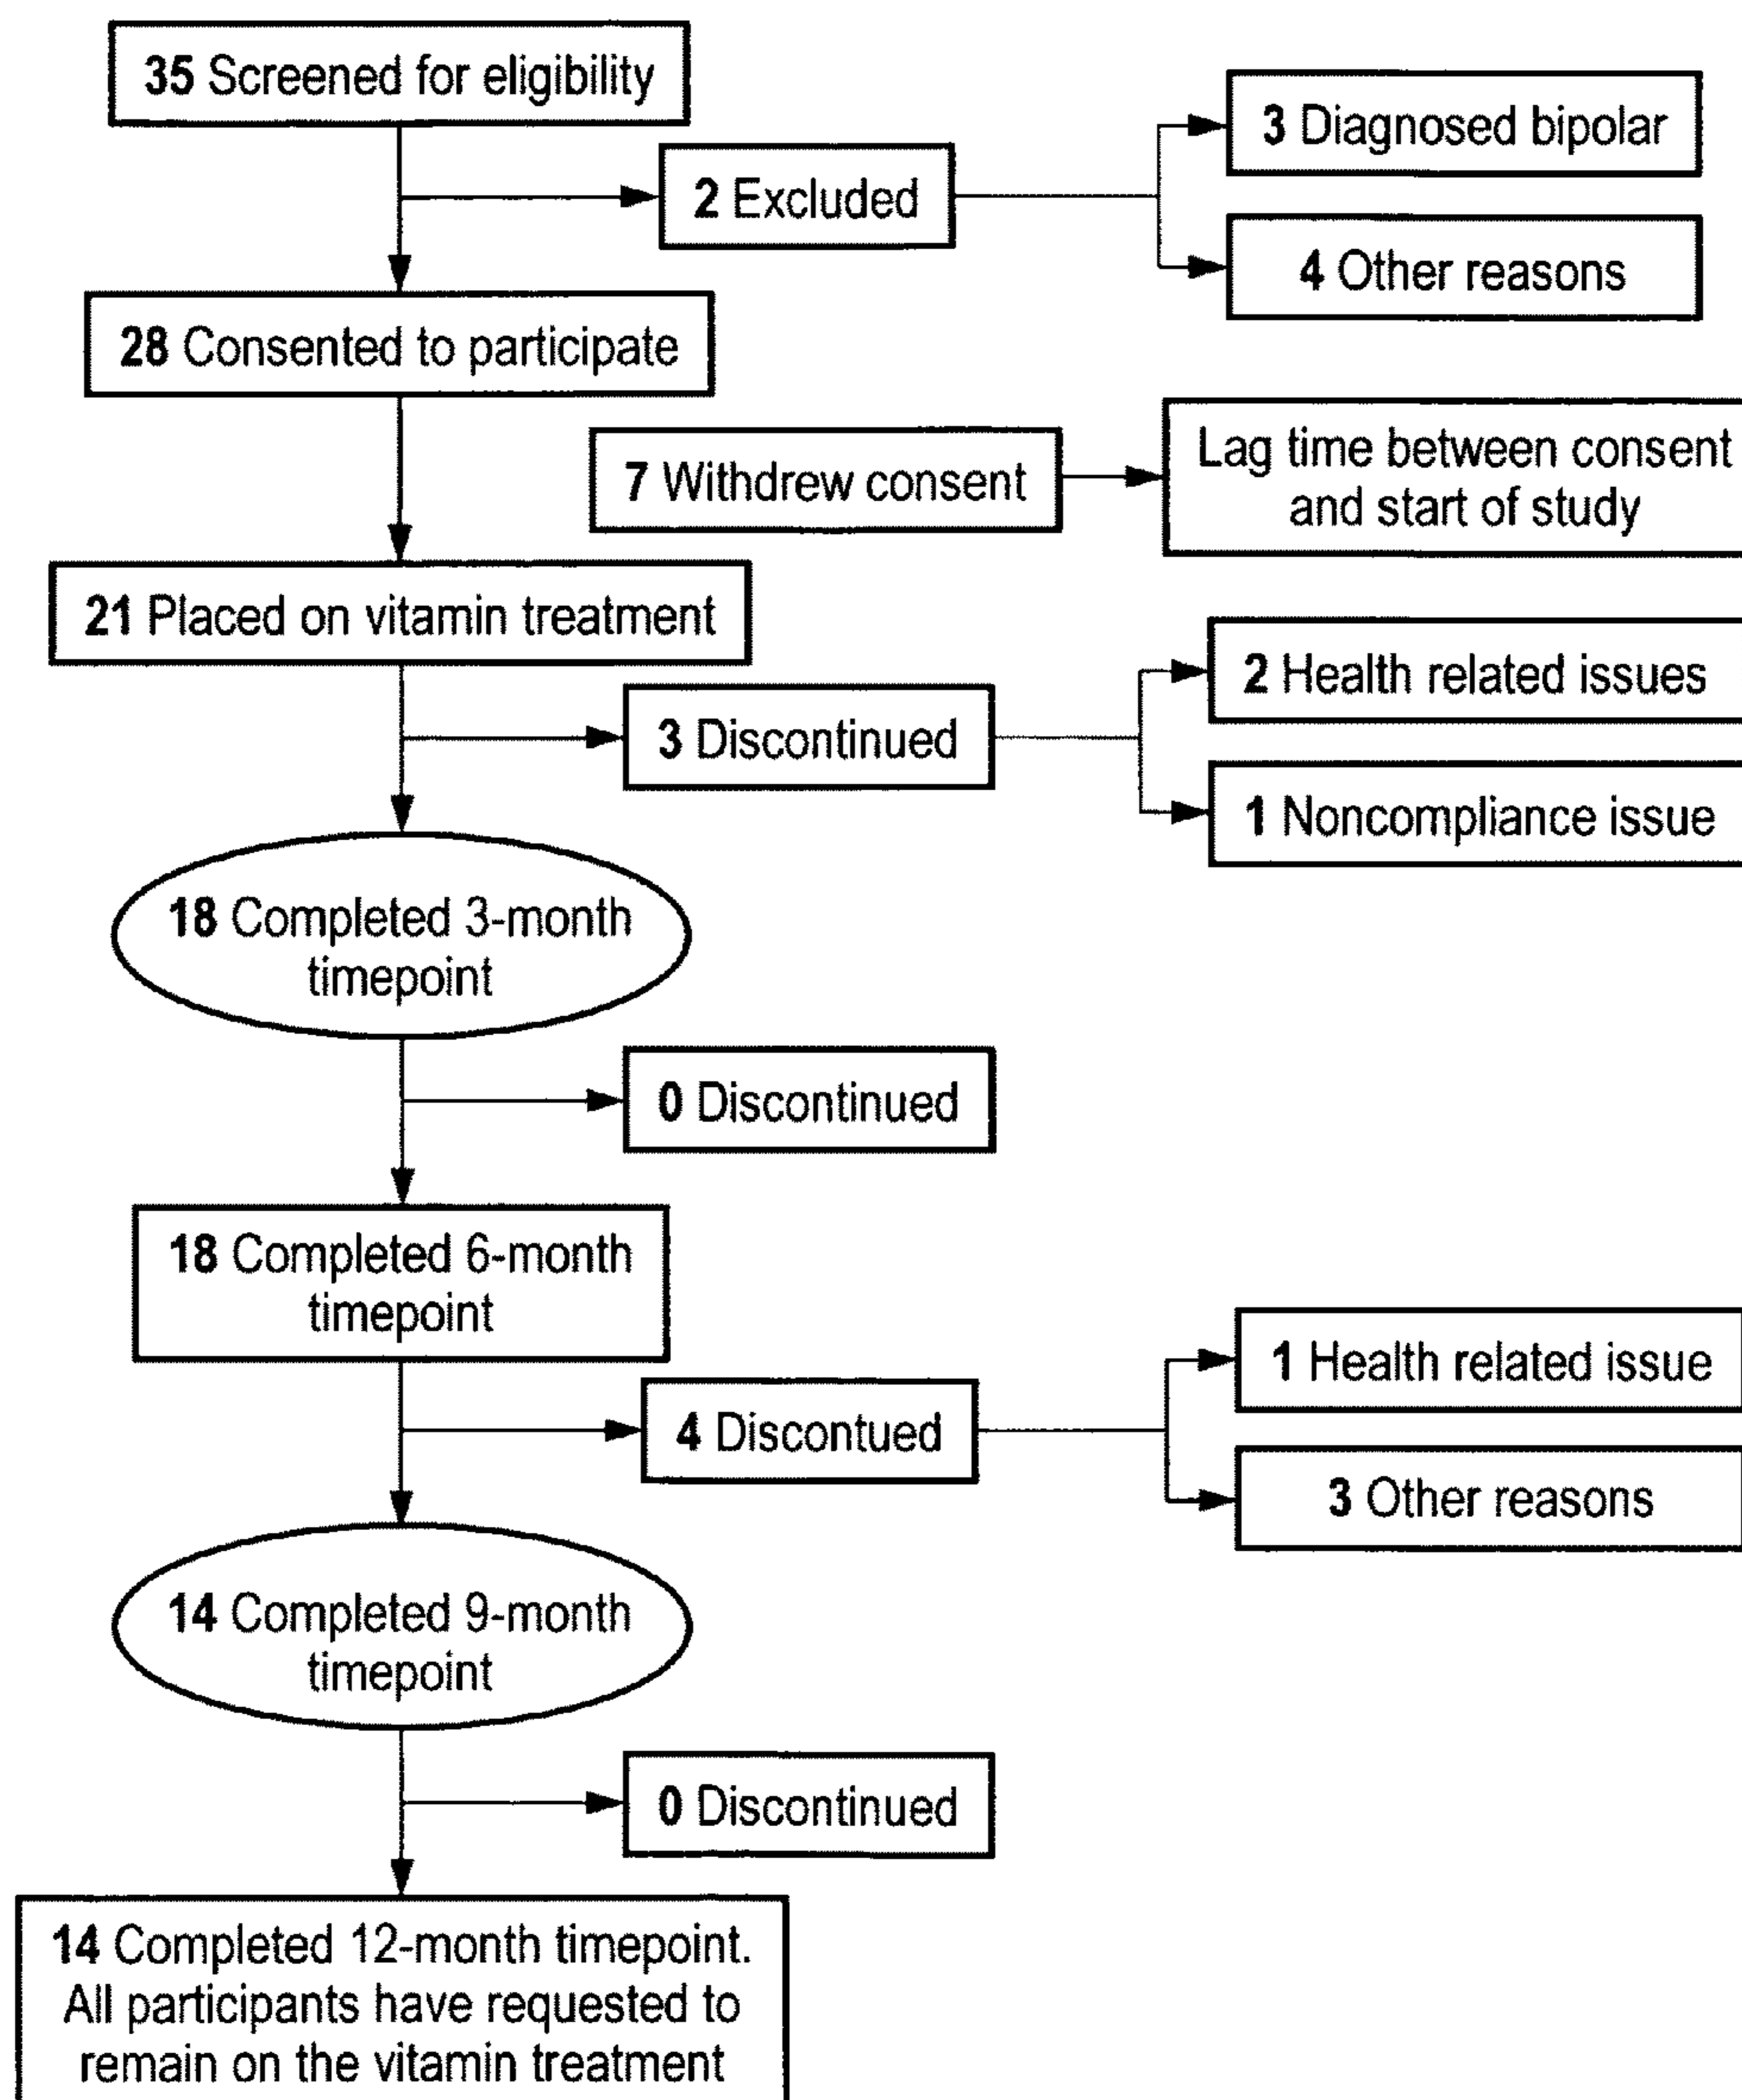 35 Screened for eligibility
3 Diagnosed bipolar
2 Excluded
4 Other reasons
28 Consented to participate
7 Withdrew consent
Lag time between consent
and start of study
21 Placed on vitamin treatment
2 Health related issues
3 Discontinued
1 Noncompliance issue
18 Completed 3-month
timepoint
0 Discontinued
18 Completed 6-month
timepoint
1 Health related issue
4 Discontued
3 Other reasons
14 Completed 9-month
timepoint
0 Discontinued
14 Completed 12-month timepoint.
All participants have requested to
remain on the vitamin treatment